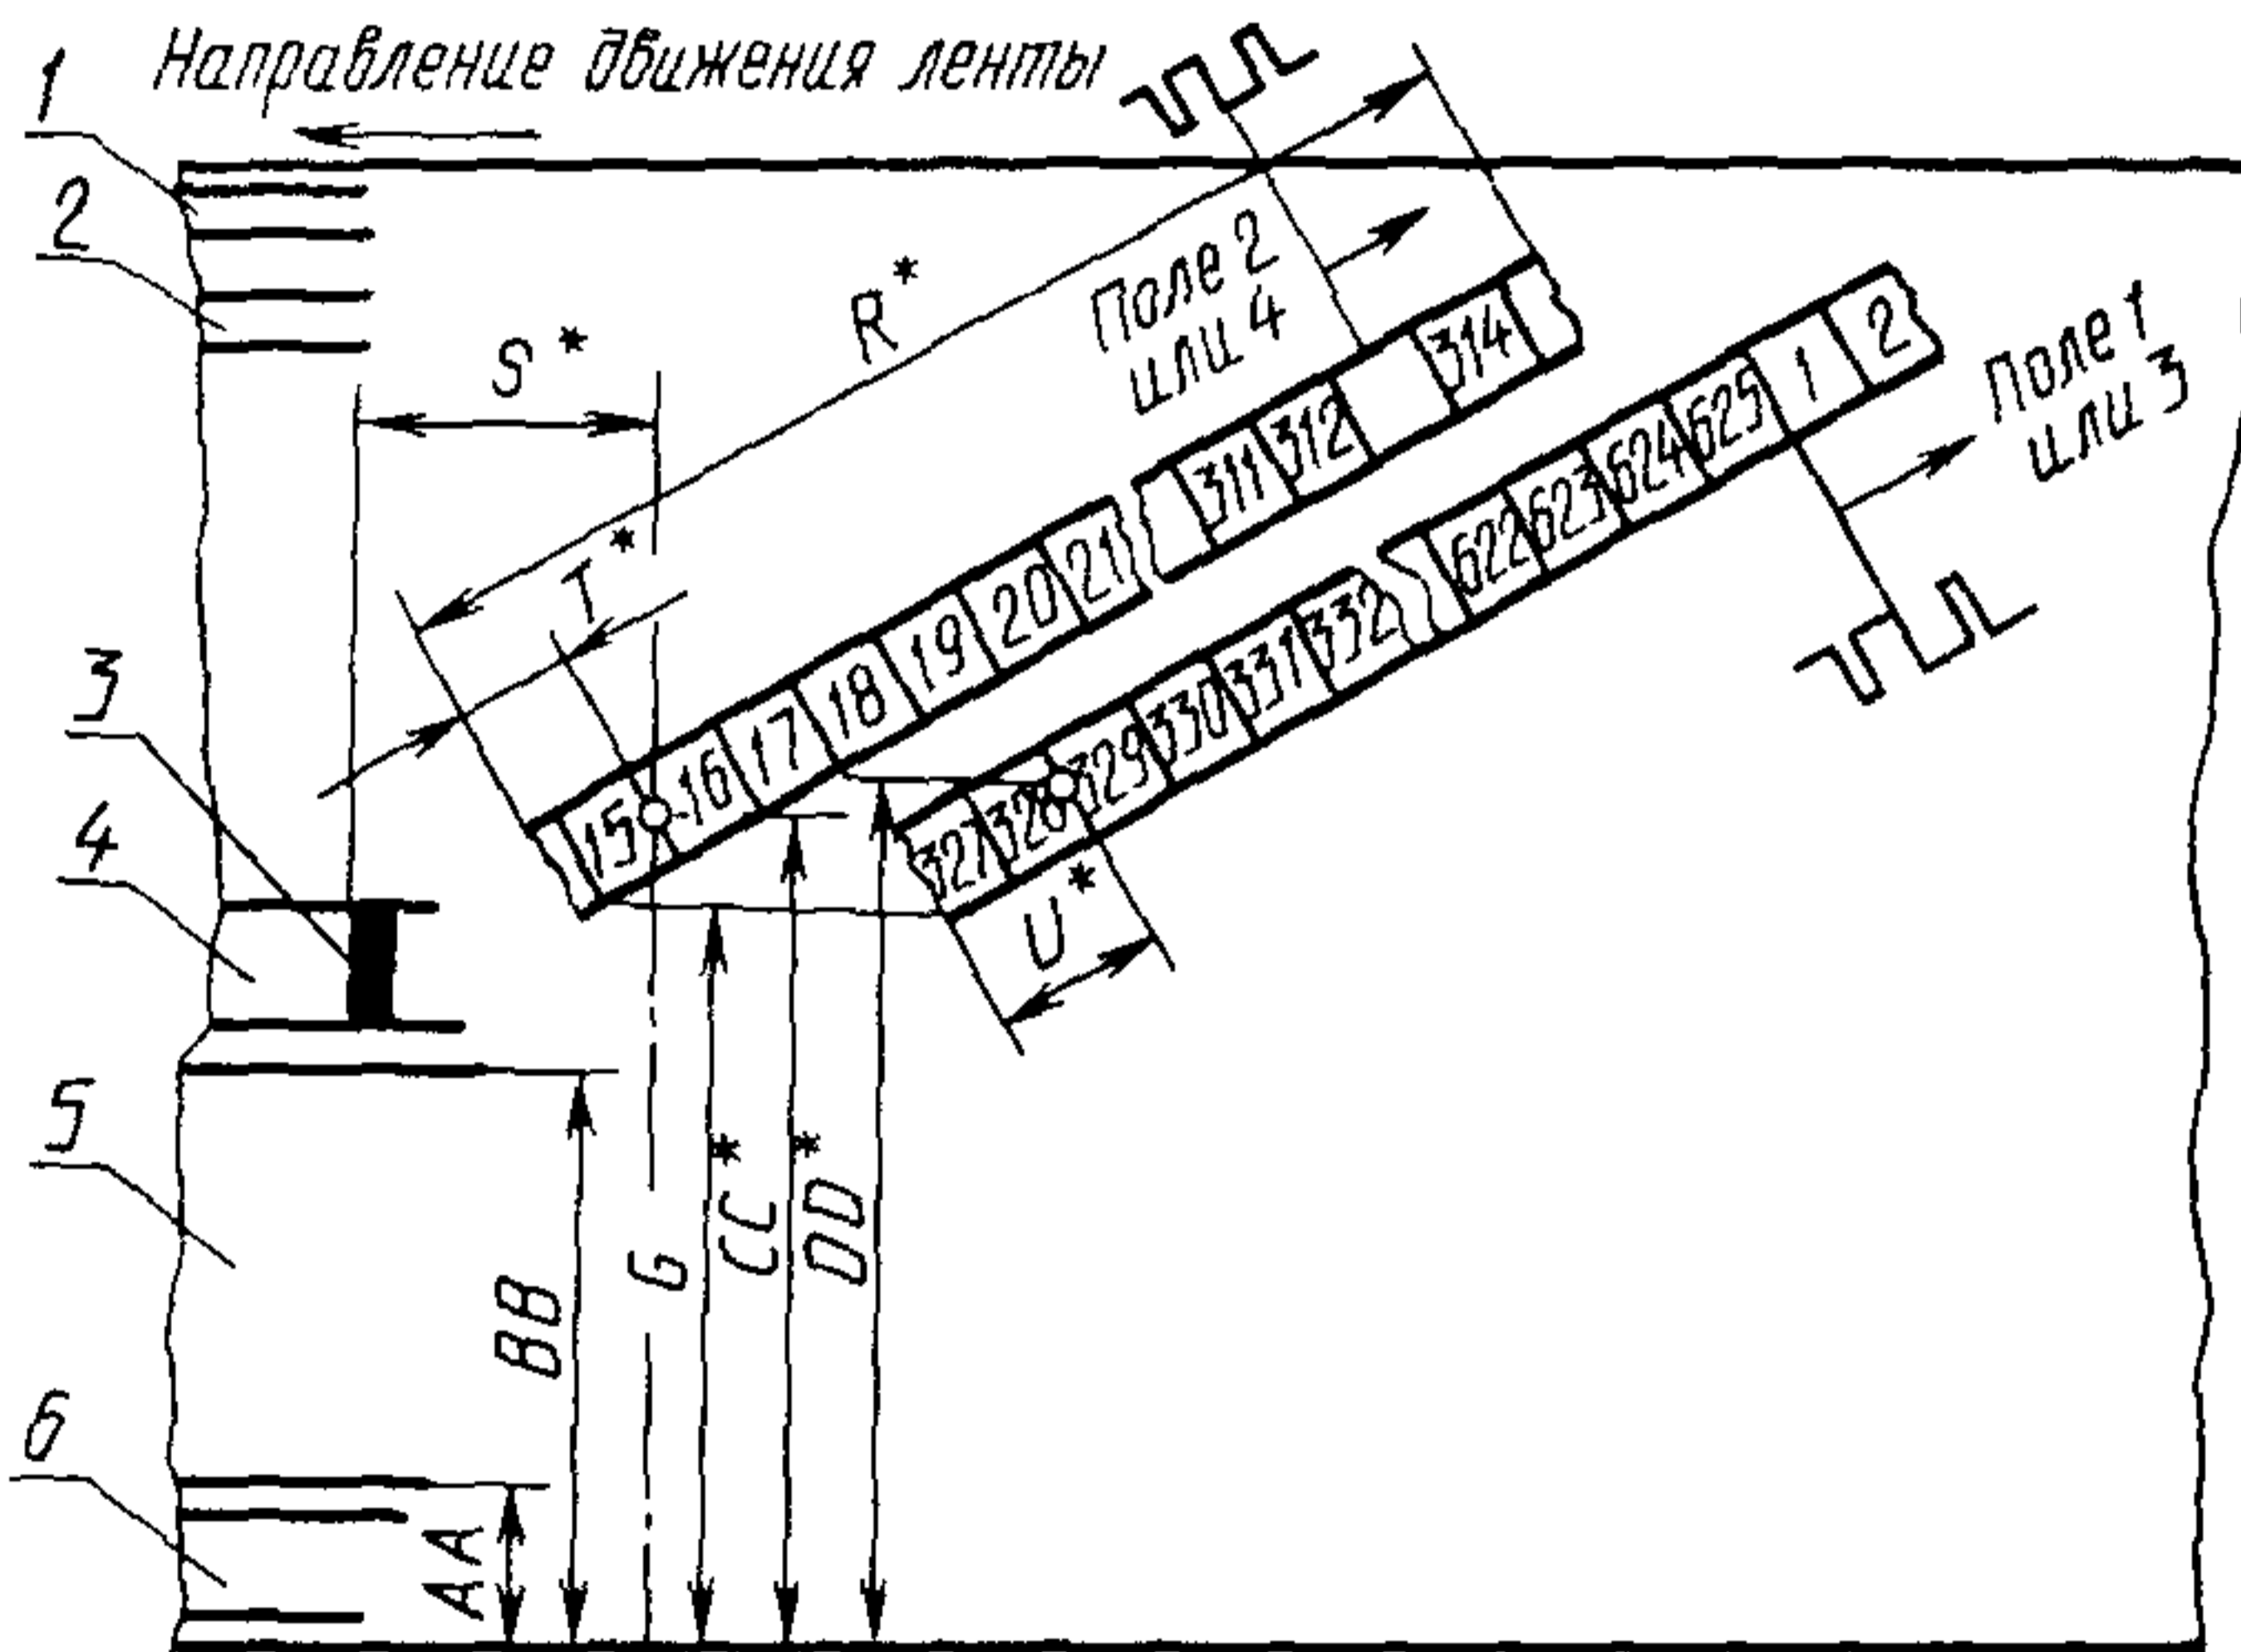 Направление движения ленты
1
2
3
4
5
6
S*
R*
T*
U*
Поле 2
или 4
Поле 1
или 3
15 16 17 18 19 20 21
311 312 314
327 328 329 330 331 332
622 623 624 625 1 2
AA
BB
G
CC*
DD*